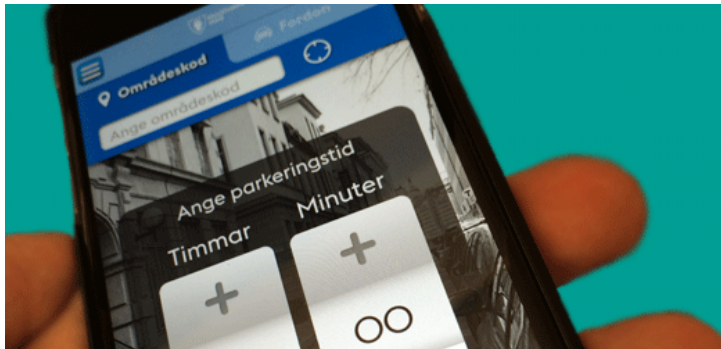 Fordon
Områdeskod
Ange områdeskod
Ange parkeringstid
Timmar
Minuter
00